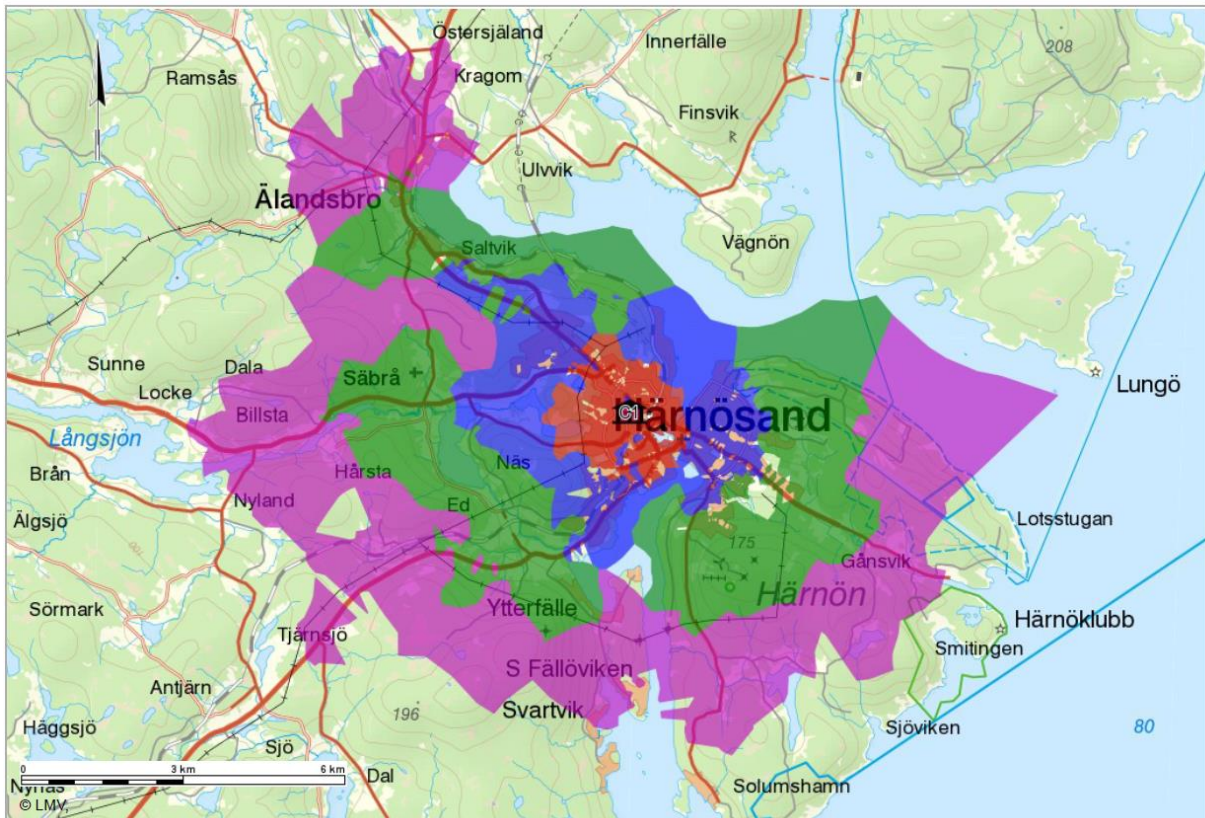 Östersjäland
Innerfälle
208
Ramsås
Kragom
Finsvik
R
Ulvvik
Älandsbro
Vägnön
Saltvik
Sunne
Dala
Säbrå
Lungö
Locke
Billsta
C1
Härnösand
Långsjön
Hårsta
Näs
Brån
Nyland
Ed
Älgsjö
Lotsstugan
100
175
Gånsvik
Härnön
Sörmark
Ytterfälle
Härnöklubb
Tjärnsjö
Smitingen
S Fällöviken
Antjärn
Svartvik
196
Häggsjö
Sjö
Sjöviken
80
0 3 km 6 km
Dal
Solumshamn
© LMV,